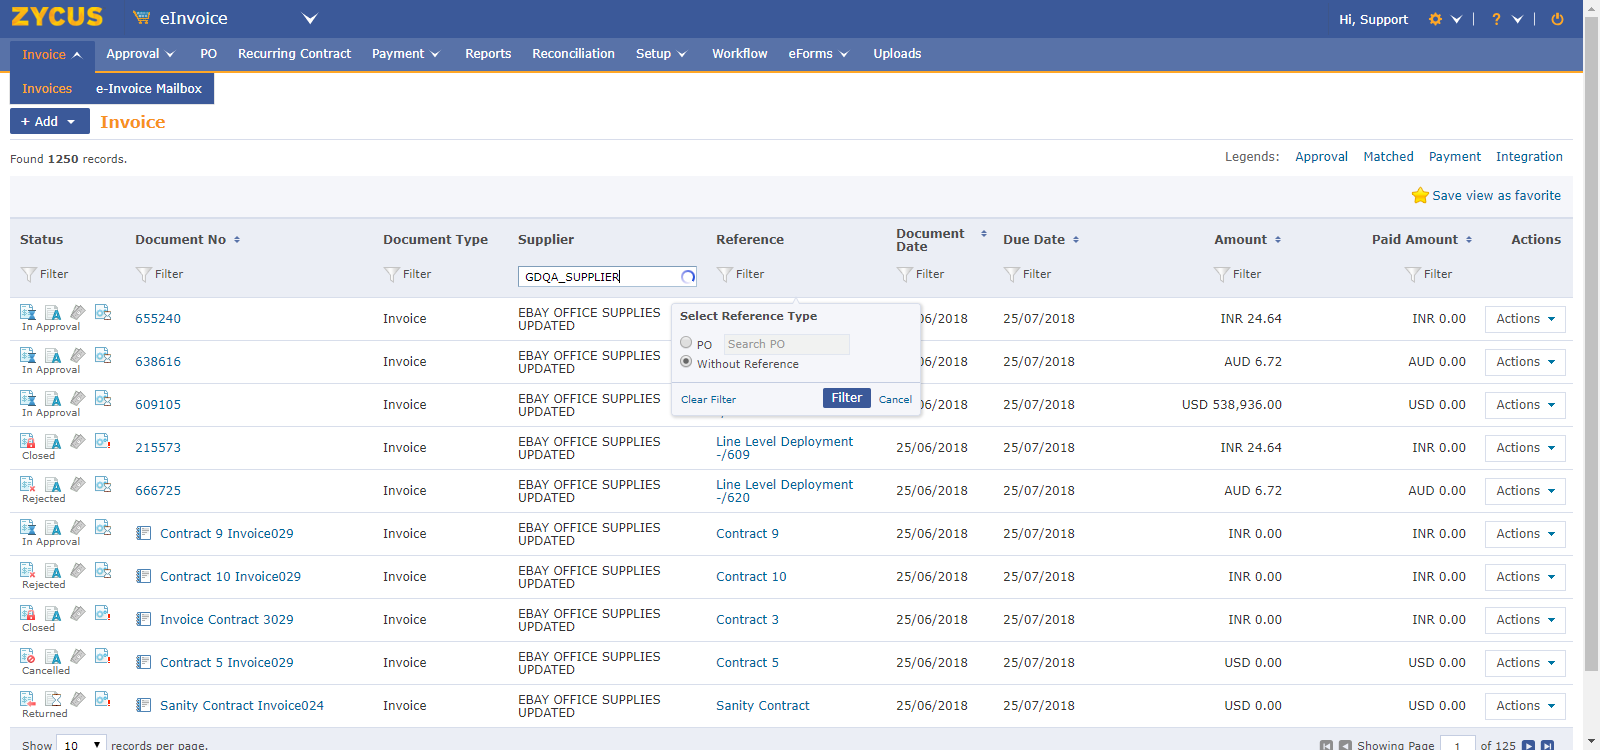 ZYCUS eInvoice Hi, Support ?
Invoice Approval PO Recurring Contract Payment Reports Reconciliation Setup Workflow eForms Uploads
Invoices e-Invoice Mailbox
+ Add Invoice
Found 1250 records. Legends: Approval Matched Payment Integration
Save view as favorite
Status Document No Document Type Supplier Reference Document Date Due Date Amount Paid Amount Actions
Filter Filter Filter GDQA_SUPPLIER Filter Filter Filter Filter Filter
Select Reference Type
PO Search PO
Without Reference
Clear Filter Filter Cancel
In Approval 655240 Invoice EBAY OFFICE SUPPLIES UPDATED 06/2018 25/07/2018 INR 24.64 INR 0.00 Actions
In Approval 638616 Invoice EBAY OFFICE SUPPLIES UPDATED 06/2018 25/07/2018 AUD 6.72 AUD 0.00 Actions
In Approval 609105 Invoice EBAY OFFICE SUPPLIES UPDATED 06/2018 25/07/2018 USD 538,936.00 USD 0.00 Actions
Closed 215573 Invoice EBAY OFFICE SUPPLIES UPDATED Line Level Deployment -/609 25/06/2018 25/07/2018 INR 24.64 INR 0.00 Actions
Rejected 666725 Invoice EBAY OFFICE SUPPLIES UPDATED Line Level Deployment -/620 25/06/2018 25/07/2018 AUD 6.72 AUD 0.00 Actions
In Approval Contract 9 Invoice029 Invoice EBAY OFFICE SUPPLIES UPDATED Contract 9 25/06/2018 25/07/2018 INR 0.00 INR 0.00 Actions
Rejected Contract 10 Invoice029 Invoice EBAY OFFICE SUPPLIES UPDATED Contract 10 25/06/2018 25/07/2018 INR 0.00 INR 0.00 Actions
Closed Invoice Contract 3029 Invoice EBAY OFFICE SUPPLIES UPDATED Contract 3 25/06/2018 25/07/2018 INR 0.00 INR 0.00 Actions
Cancelled Contract 5 Invoice029 Invoice EBAY OFFICE SUPPLIES UPDATED Contract 5 25/06/2018 25/07/2018 USD 0.00 USD 0.00 Actions
Returned Sanity Contract Invoice024 Invoice EBAY OFFICE SUPPLIES UPDATED Sanity Contract 25/06/2018 25/07/2018 USD 0.00 USD 0.00 Actions
Show 10 records per page. Showing Page 1 of 125